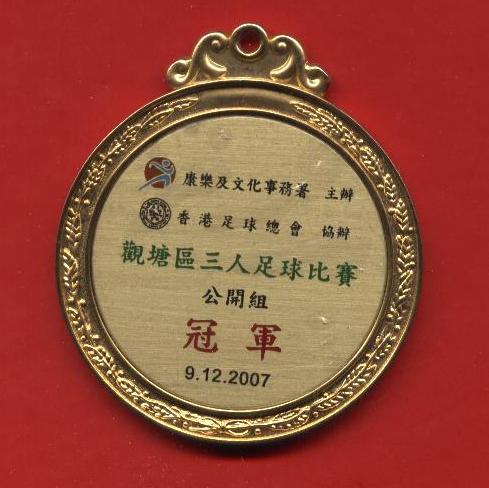 康樂及文化事務署 主辦
香港足球總會 協辦
觀塘區三人足球比賽
公開組
冠軍
9.12.2007